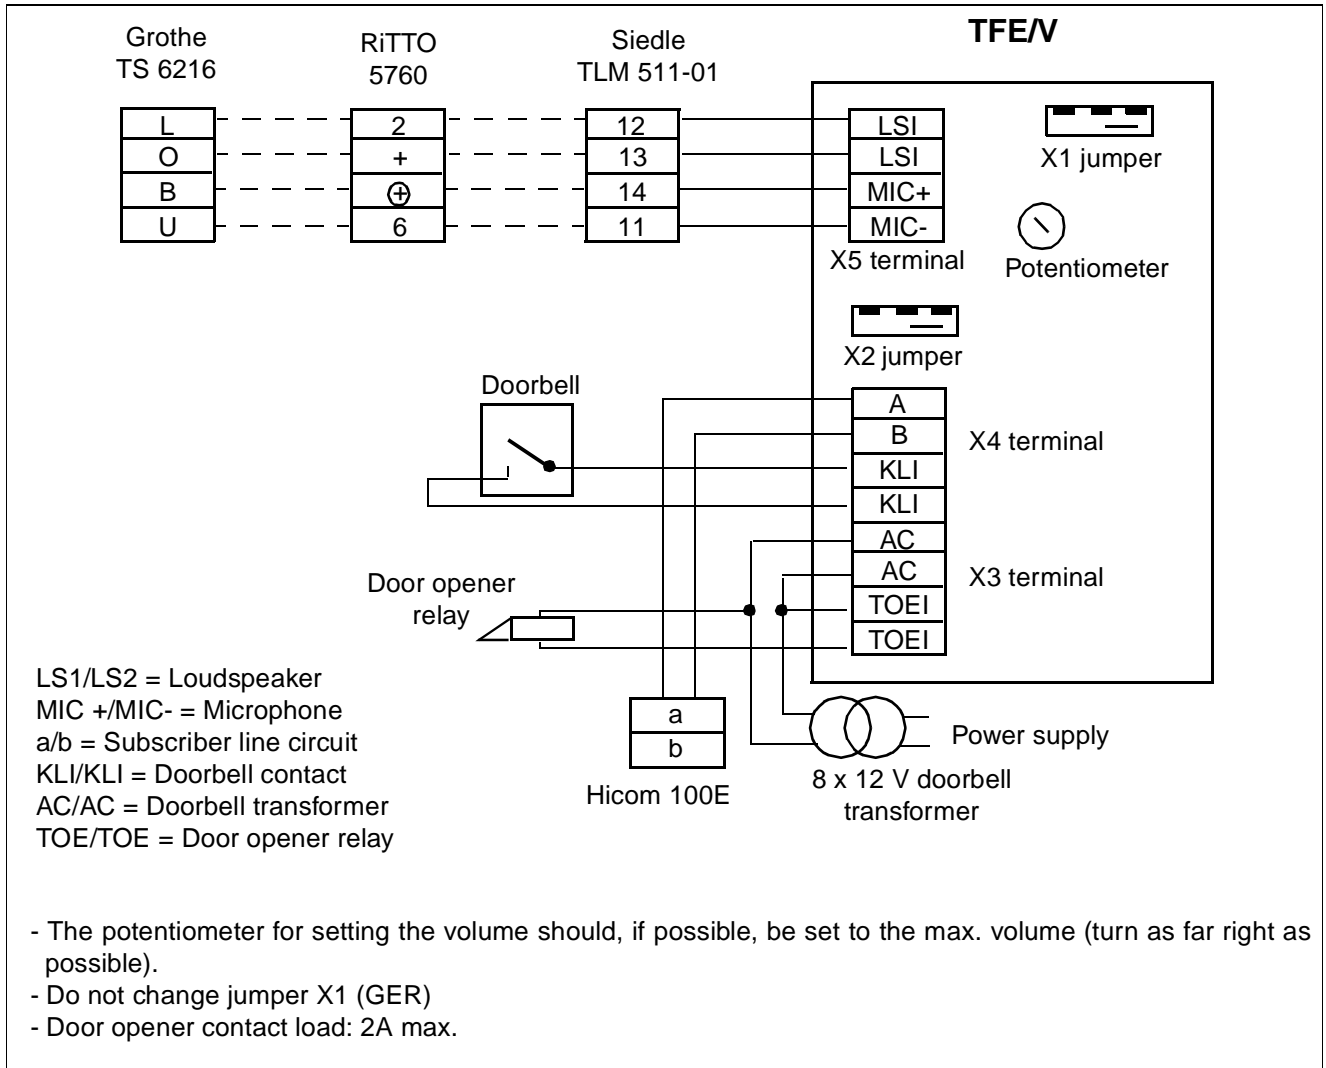 TFE/V
Grothe
TS 6216
RiTTO
5760
Siedle
TLM 511-01
L
O
B
U
2
+
+
6
12
13
14
11
LSI
LSI
MIC+
MIC-
X5 terminal
X1 jumper
Potentiometer
X2 jumper
Doorbell
A
B
KLI
KLI
X4 terminal
AC
AC
TOEI
TOEI
X3 terminal
Door opener
relay
a
b
Hicom 100E
Power supply
8 x 12 V doorbell
transformer
LS1/LS2 = Loudspeaker
MIC +/MIC- = Microphone
a/b = Subscriber line circuit
KLI/KLI = Doorbell contact
AC/AC = Doorbell transformer
TOE/TOE = Door opener relay
- The potentiometer for setting the volume should, if possible, be set to the max. volume (turn as far right as
possible).
- Do not change jumper X1 (GER)
- Door opener contact load: 2A max.